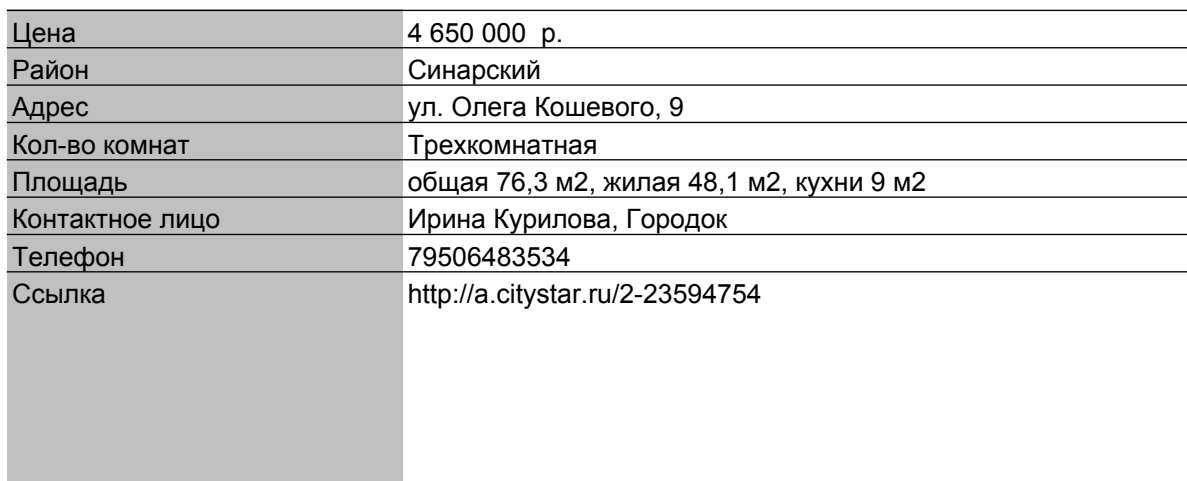 Цена 4 650 000 р.
Район Синарский
Адрес ул. Олега Кошевого, 9
Кол-во комнат Трехкомнатная
Площадь общая 76,3 м2, жилая 48,1 м2, кухни 9 м2
Контактное лицо Ирина Курилова, Городок
Телефон 79506483534
Ссылка http://a.citystar.ru/2-23594754